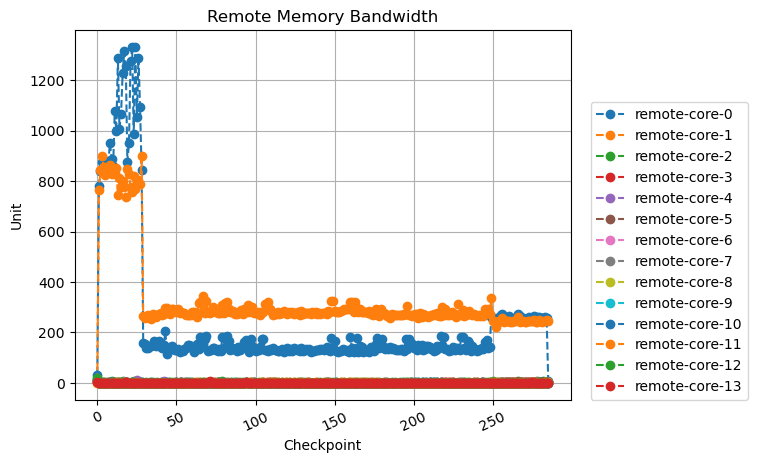 Remote Memory Bandwidth
1200
1000
800
600
400
200
0
Unit
0
50
100
150
200
250
Checkpoint
remote-core-0
remote-core-1
remote-core-2
remote-core-3
remote-core-4
remote-core-5
remote-core-6
remote-core-7
remote-core-8
remote-core-9
remote-core-10
remote-core-11
remote-core-12
remote-core-13